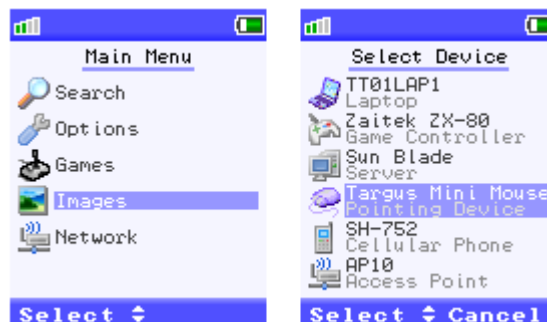 Main Menu
Search
Options
Games
Images
Network
Select
Select Device
TT01LAP1
Laptop
Zaitek ZX-80
Game Controller
Sun Blade
Server
Targus Mini Mouse
Pointing Device
SH-752
Cellular Phone
AP10
Access Point
Select Cancel